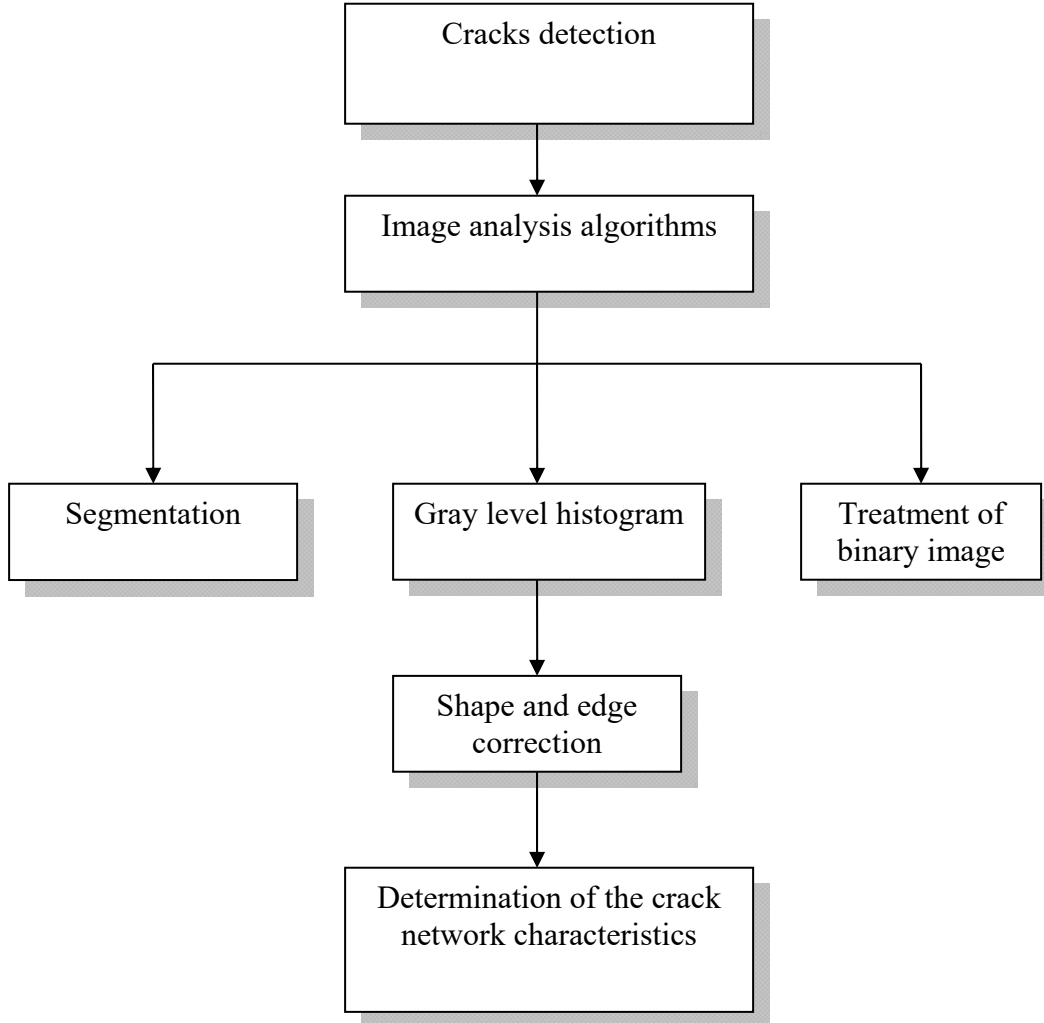 Cracks detection
Image analysis algorithms
Segmentation
Gray level histogram
Treatment of
binary image
Shape and edge
correction
Determination of the crack
network characteristics